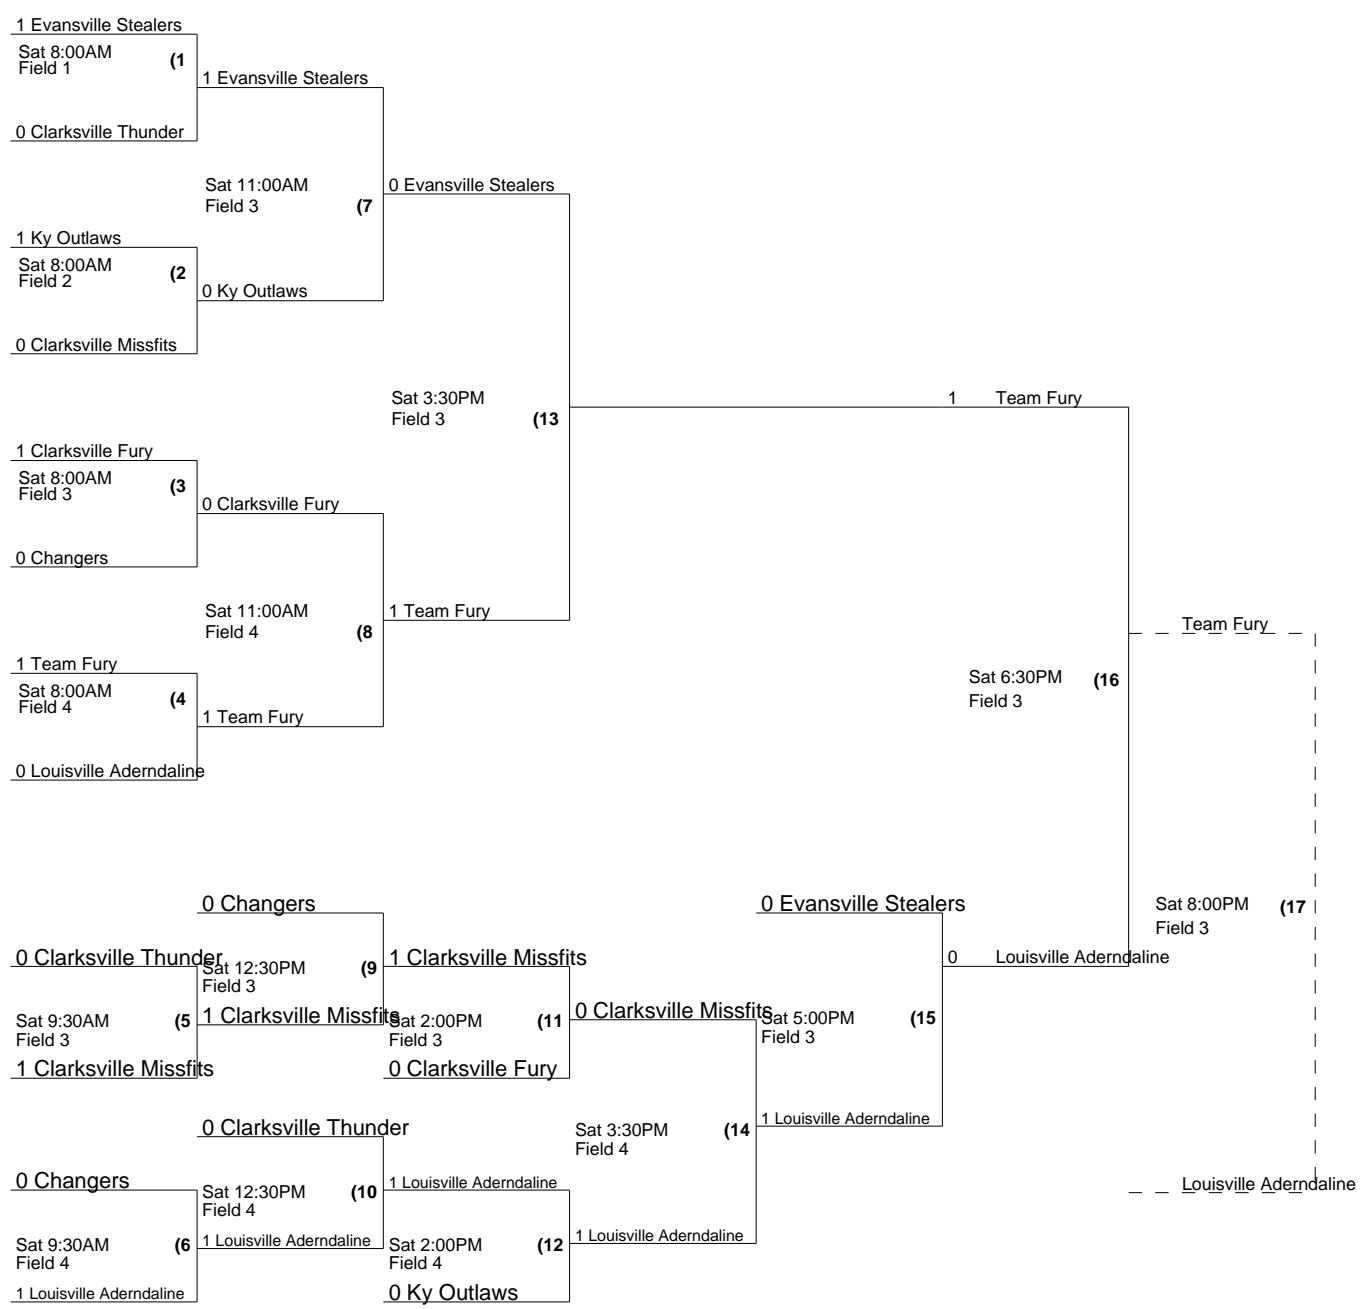 1 Evansville Stealers
Sat 8:00AM
Field 1
(1
0 Clarksville Thunder
1 Evansville Stealers
Sat 11:00AM
Field 3
(7
0 Evansville Stealers
1 Ky Outlaws
Sat 8:00AM
Field 2
(2
0 Ky Outlaws
0 Clarksville Missfits
Sat 3:30PM
Field 3
(13
1 Team Fury
1 Clarksville Fury
Sat 8:00AM
Field 3
(3
0 Clarksville Fury
0 Changers
Sat 11:00AM
Field 4
(8
1 Team Fury
1 Team Fury
Sat 8:00AM
Field 4
(4
1 Team Fury
0 Louisville Aderndaline
Team Fury
Sat 6:30PM
Field 3
(16
0 Changers
0 Evansville Stealers
Sat 8:00PM
Field 3
(17
0 Clarksville Thunder
Sat 12:30PM
Field 3
(9
1 Clarksville Missfits
0 Louisville Aderndaline
Sat 9:30AM
Field 3
(5
1 Clarksville Missfits
Sat 2:00PM
Field 3
(11
0 Clarksville Missfits
Sat 5:00PM
Field 3
(15
1 Clarksville Missfits
0 Clarksville Fury
0 Clarksville Thunder
Sat 3:30PM
Field 4
(14
1 Louisville Aderndaline
0 Changers
Sat 12:30PM
Field 4
(10
1 Louisville Aderndaline
Louisville Aderndaline
Sat 9:30AM
Field 4
(6
1 Louisville Aderndaline
Sat 2:00PM
Field 4
(12
1 Louisville Aderndaline
1 Louisville Aderndaline
0 Ky Outlaws